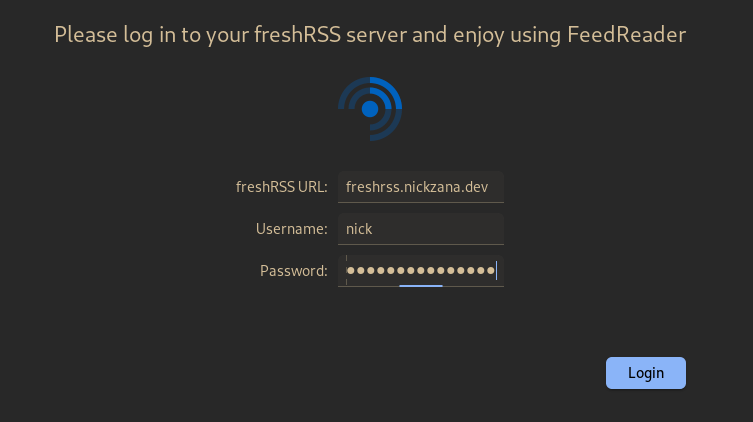 Please log in to your freshRSS server and enjoy using FeedReader
freshRSS URL: freshrss.nickzana.dev
Username: nick
Password: ●●●●●●●●●●●●●●●
Login